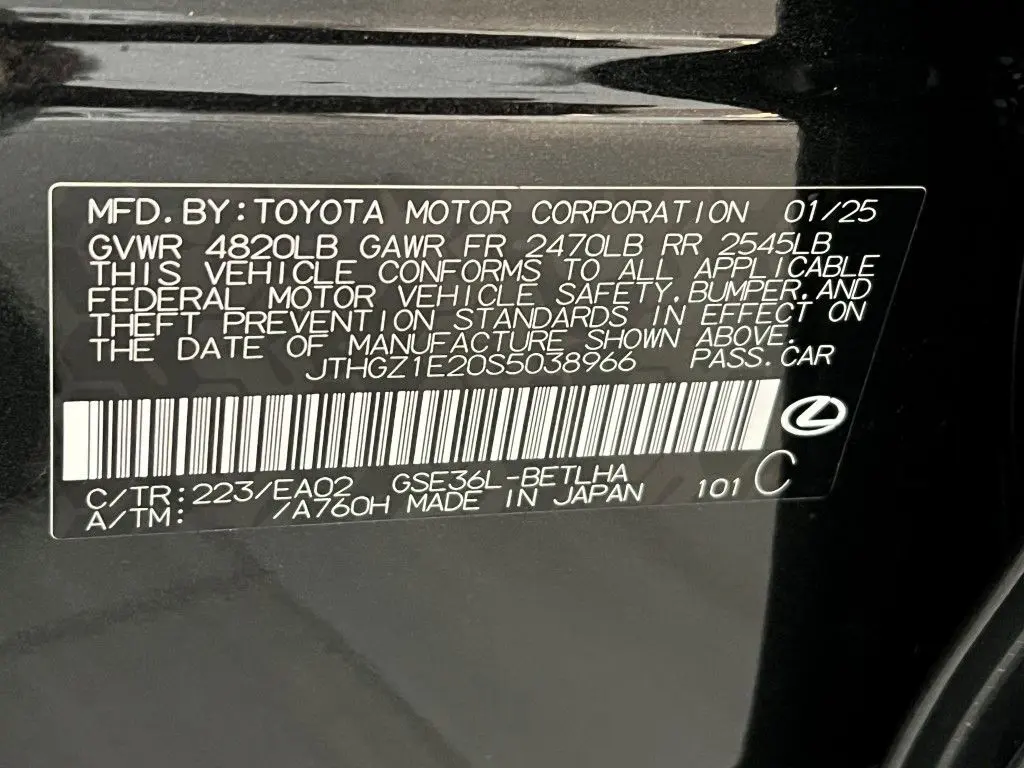 MFD. BY: TOYOTA MOTOR CORPORATION 01/25
GVWR 4820LB GAWR FR 2470LB RR 2545LB
THIS VEHICLE CONFORMS TO ALL APPLICABLE
FEDERAL MOTOR VEHICLE SAFETY, BUMPER, AND
THEFT PREVENTION STANDARDS IN EFFECT ON
THE DATE OF MANUFACTURE SHOWN ABOVE.
JTHGZ1E20S5038966 PASS. CAR
C/TR: 223/EA02 GSE36L-BETLHA
A/TM: /A760H MADE IN JAPAN 101 C